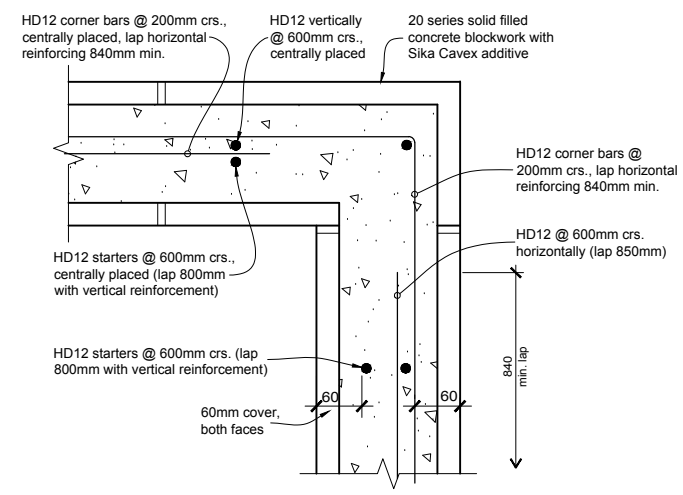 HD12 corner bars @ 200mm crs.,
centrally placed, lap horizontal
reinforcing 840mm min.
HD12 vertically
@ 600mm crs.,
centrally placed
20 series solid filled
concrete blockwork with
Sika Cavex additive
HD12 corner bars @
200mm crs., lap horizontal
reinforcing 840mm min.
HD12 @ 600mm crs.
horizontally (lap 850mm)
HD12 starters @ 600mm crs.,
centrally placed (lap 800mm
with vertical reinforcement)
HD12 starters @ 600mm crs. (lap
800mm with vertical reinforcement)
60
60
840
min. lap
60mm cover,
both faces